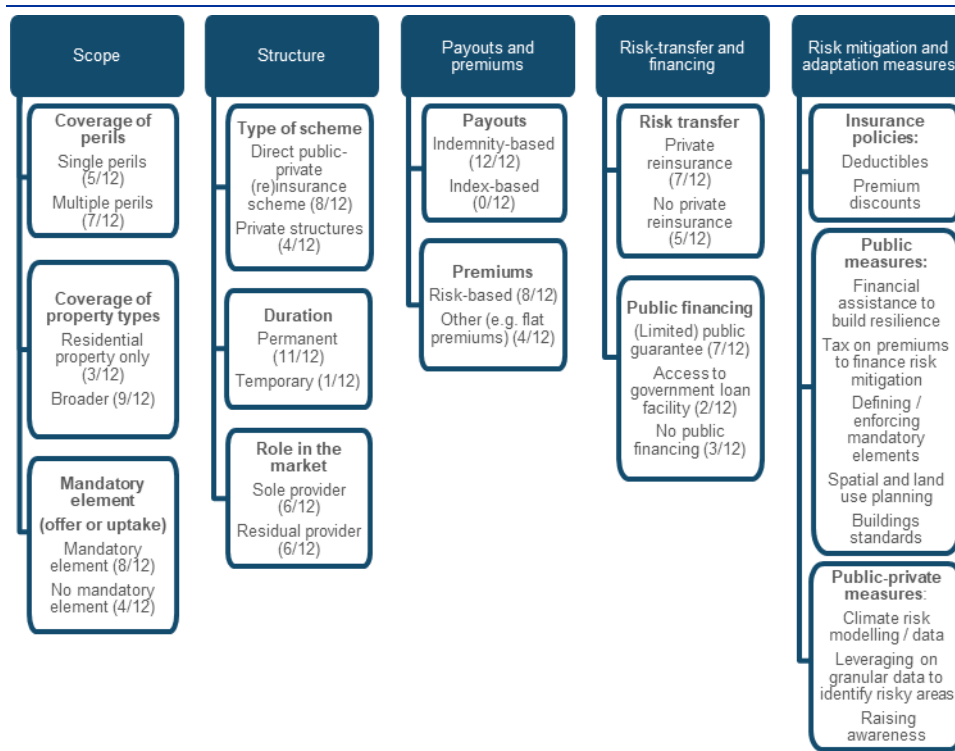 Scope
Coverage of
perils
Single perils
(5/12)
Multiple perils
(7/12)
Coverage of
property types
Residential
property only
(3/12)
Broader (9/12)
Mandatory
element
(offer or uptake)
Mandatory
element (8/12)
No mandatory
element (4/12)
Structure
Type of scheme
Direct public-
private
(re)insurance
scheme (8/12)
Private structures
(4/12)
Duration
Permanent
(11/12)
Temporary (1/12)
Role in the
market
Sole provider
(6/12)
Residual provider
(6/12)
Payouts and
premiums
Payouts
Indemnity-based
(12/12)
Index-based
(0/12)
Premiums
Risk-based (8/12)
Other (e.g. flat
premiums) (4/12)
Risk-transfer and
financing
Risk transfer
Private
reinsurance
(7/12)
No private
reinsurance
(5/12)
Public financing
(Limited) public
guarantee (7/12)
Access to
government loan
facility (2/12)
No public
financing (3/12)
Risk mitigation and
adaptation measures
Insurance
policies:
Deductibles
Premium
discounts
Public
measures:
Financial
assistance to
build resilience
Tax on premiums
to finance risk
mitigation
Defining /
enforcing
mandatory
elements
Spatial and land
use planning
Buildings
standards
Public-private
measures:
Climate risk
modelling / data
Leveraging on
granular data to
identify risky areas
Raising
awareness